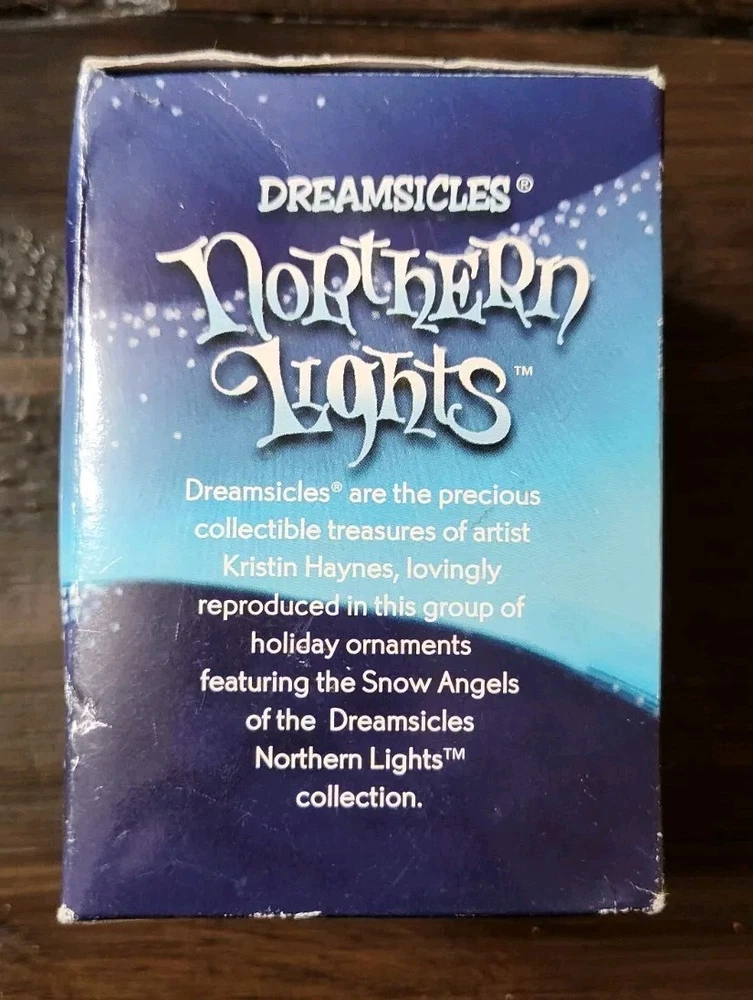 DREAMSICLES®
Northern
Lights™
Dreamsicles® are the precious
collectible treasures of artist
Kristin Haynes, lovingly
reproduced in this group of
holiday ornaments
featuring the Snow Angels
of the Dreamsicles
Northern Lights™
collection.